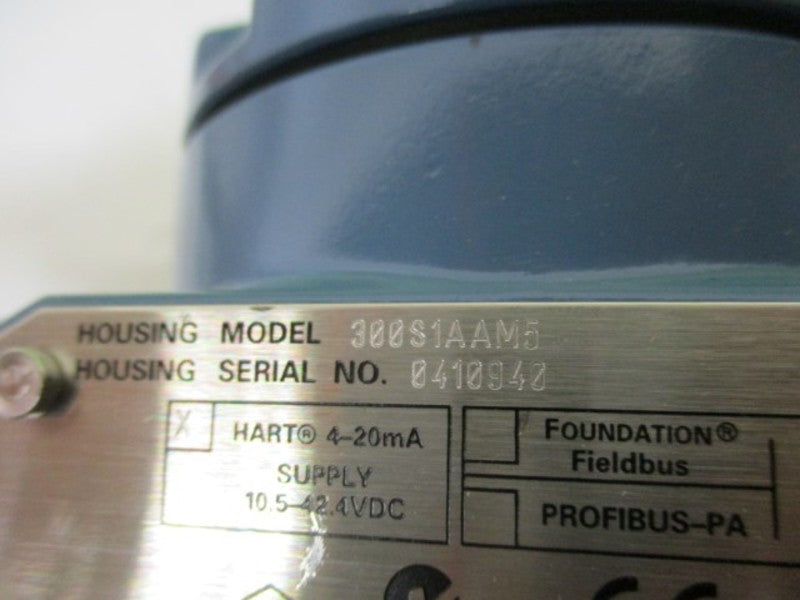 HOUSING MODEL 300S1AAM5
HOUSING SERIAL NO. 0410940
X HART® 4-20mA
SUPPLY
10.5-42.4VDC
FOUNDATION®
Fieldbus
PROFIBUS-PA